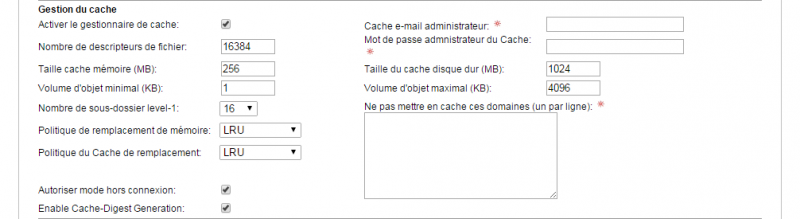 Gestion du cache
Activer le gestionnaire de cache:
Cache e-mail administrateur: *
Nombre de descripteurs de fichier: 16384
Mot de passe admnistrateur du Cache: *
Taille cache mémoire (MB): 256
Taille du cache disque dur (MB): 1024
Volume d'objet minimal (KB): 1
Volume d'objet maximal (KB): 4096
Nombre de sous-dossier level-1: 16
Ne pas mettre en cache ces domaines (un par ligne): *
Politique de remplacement de mémoire: LRU
Politique du Cache de remplacement: LRU
Autoriser mode hors connexion:
Enable Cache-Digest Generation: